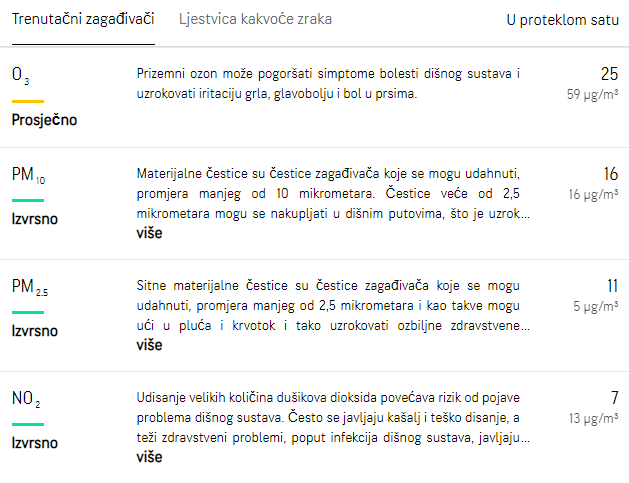 Trenutačni zagađivači
Ljestvica kakvoće zraka
U proteklom satu
O3
Prizemni ozon može pogoršati simptome bolesti dišnog sustava i
25
uzrokovati iritaciju grla, glavobolju i bol u prsima.
59 µg/m³
Prosječno
PM10
Materijalne čestice su čestice zagađivača koje se mogu udahnuti,
16
promjera manjeg od 10 mikrometara. Čestice veće od 2,5
16 µg/m³
Izvrsno
mikrometara mogu se nakupljati u dišnim putovima, što je uzrok...
više
PM2.5
Sitne materijalne čestice su čestice zagađivača koje se mogu
11
udahnuti, promjera manjeg od 2,5 mikrometara i kao takve mogu
5 µg/m³
Izvrsno
ući u pluća i krvotok i tako uzrokovati ozbiljne zdravstvene...
više
NO2
Udisanje velikih količina dušikova dioksida povećava rizik od pojave
7
problema dišnog sustava. Često se javljaju kašalj i teško disanje, a
13 µg/m³
Izvrsno
teži zdravstveni problemi, poput infekcija dišnog sustava, javljaju...
više